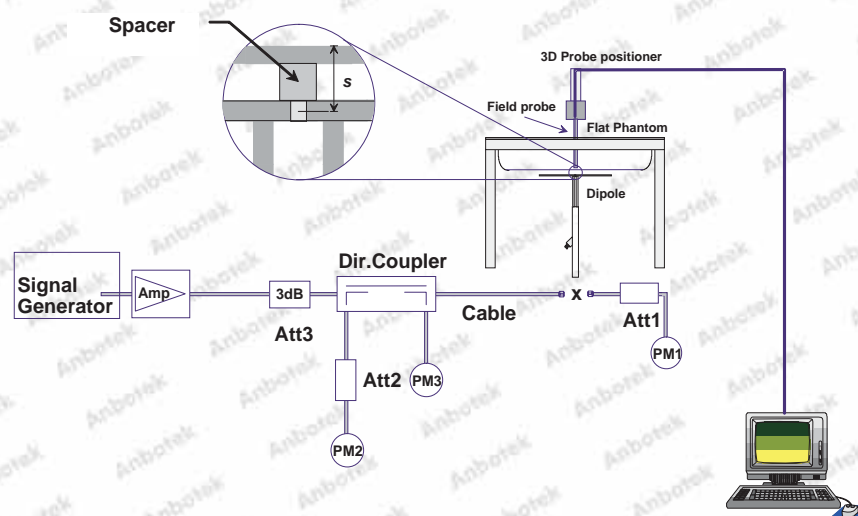 Spacer
s
3D Probe positioner
Field probe
Flat Phantom
Dipole
Signal
Generator
Amp
3dB
Att3
Dir.Coupler
Cable
x
Att1
PM1
Att2
PM3
PM2
Anbotek